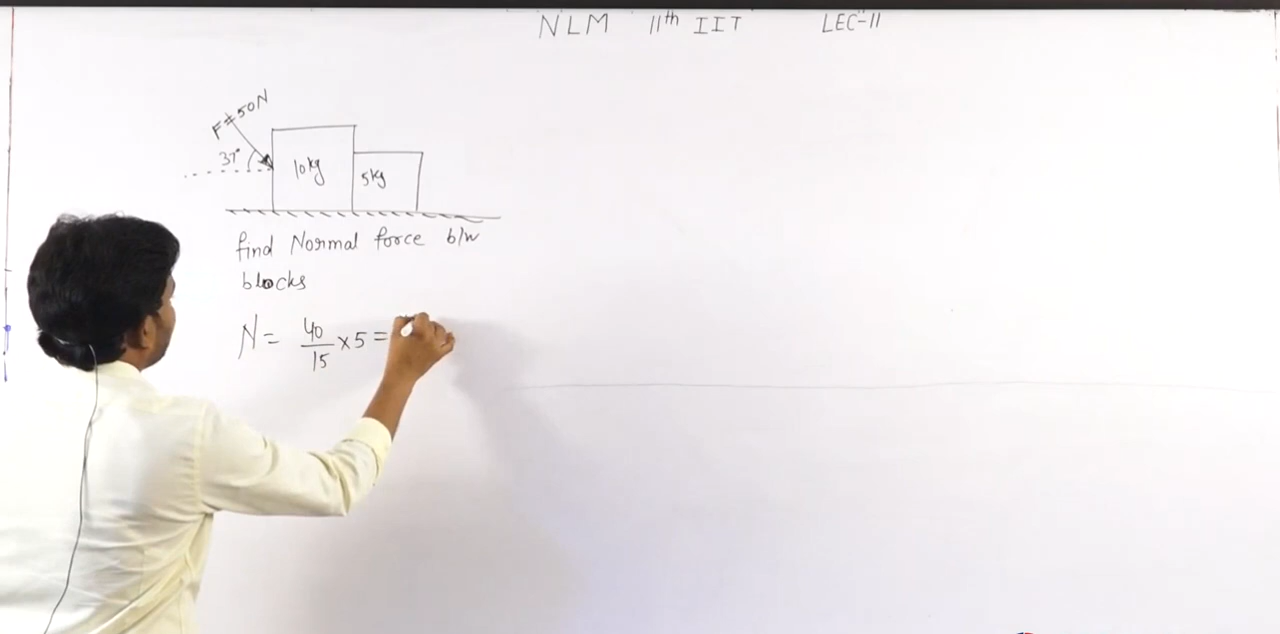 NLM 11th IIT LEC-11
F=50N
37°
10kg
5kg
find Normal force b/w
blocks
N= 40/15 ×5=